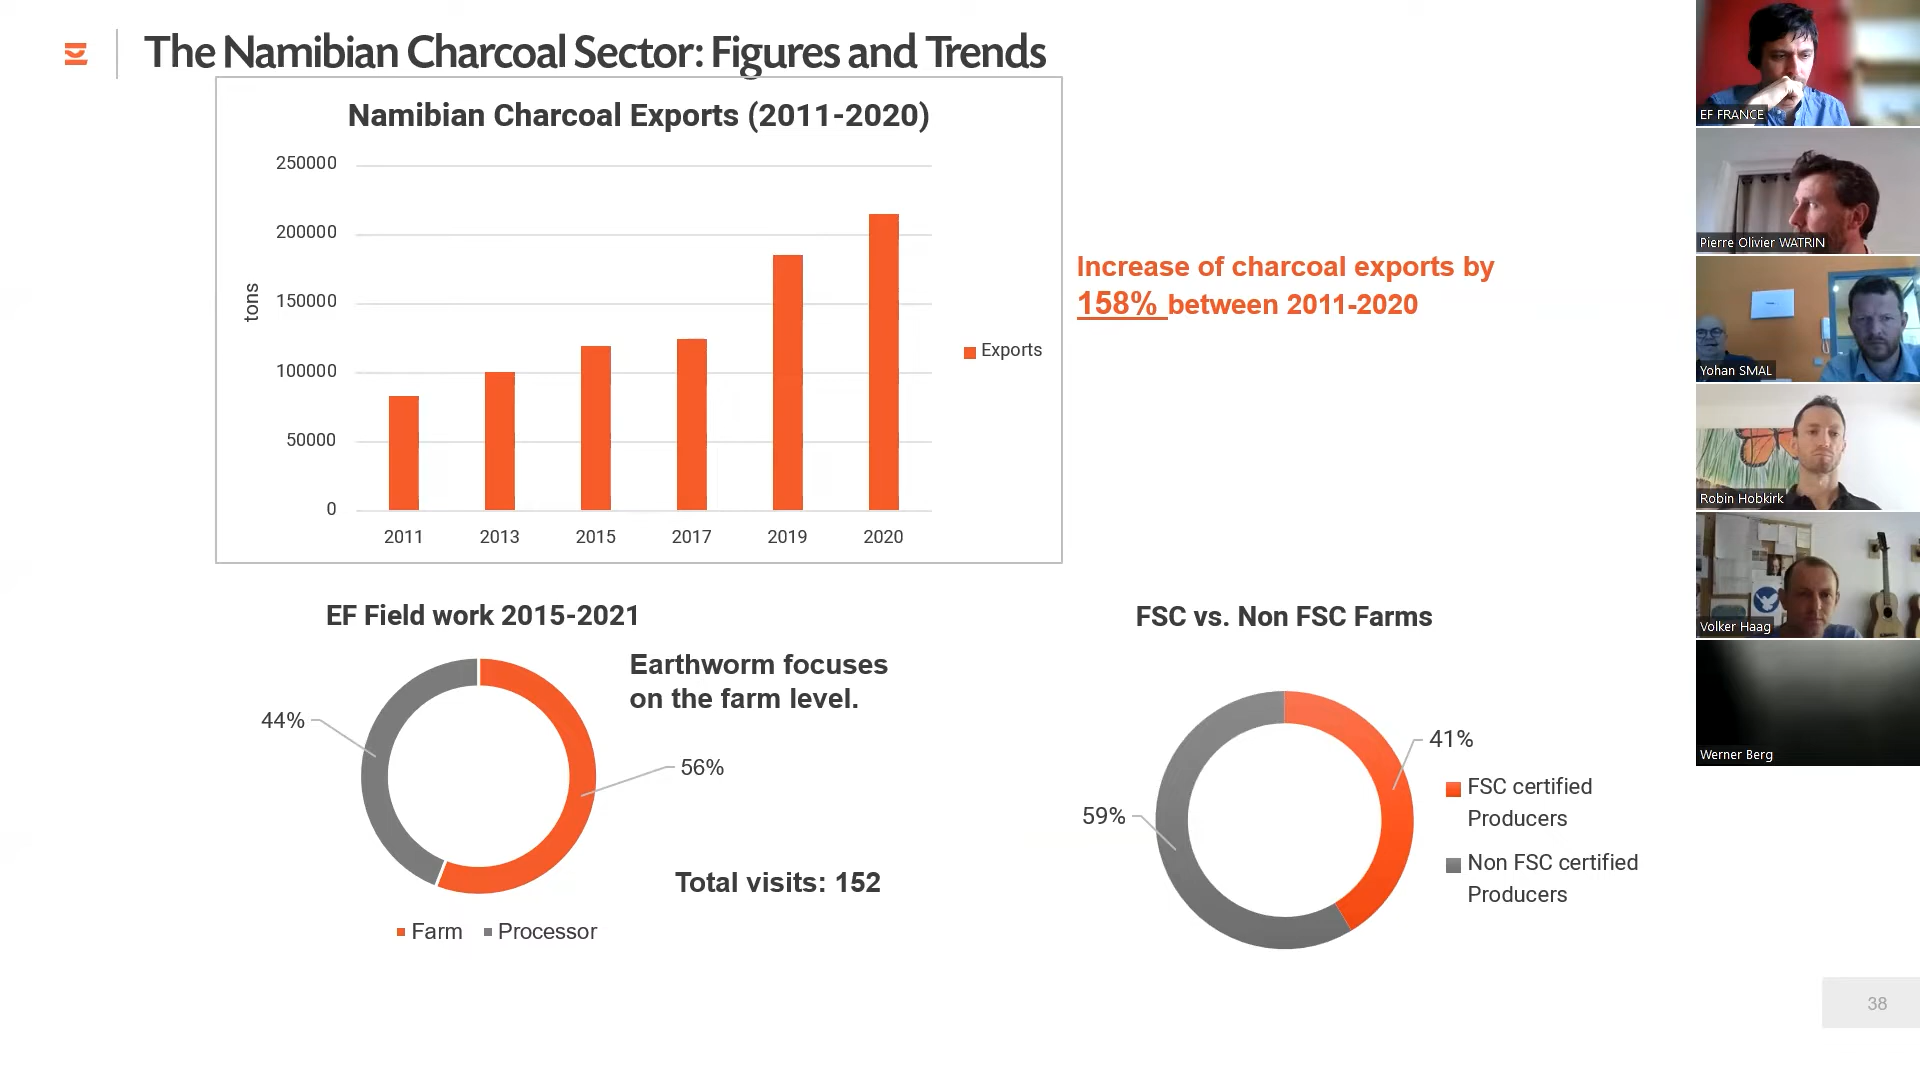 The Namibian Charcoal Sector: Figures and Trends
Namibian Charcoal Exports (2011-2020)
250000
200000
150000
100000
50000
0
tons
2011 2013 2015 2017 2019 2020
Exports
Increase of charcoal exports by
158% between 2011-2020
EF Field work 2015-2021
Earthworm focuses
on the farm level.
44%
56%
Total visits: 152
Farm Processor
FSC vs. Non FSC Farms
41%
59%
FSC certified
Producers
Non FSC certified
Producers
38
EF FRANCE
Pierre Olivier WATRIN
Yohan SMAL
Robin Hobkirk
Volker Haag
Werner Berg